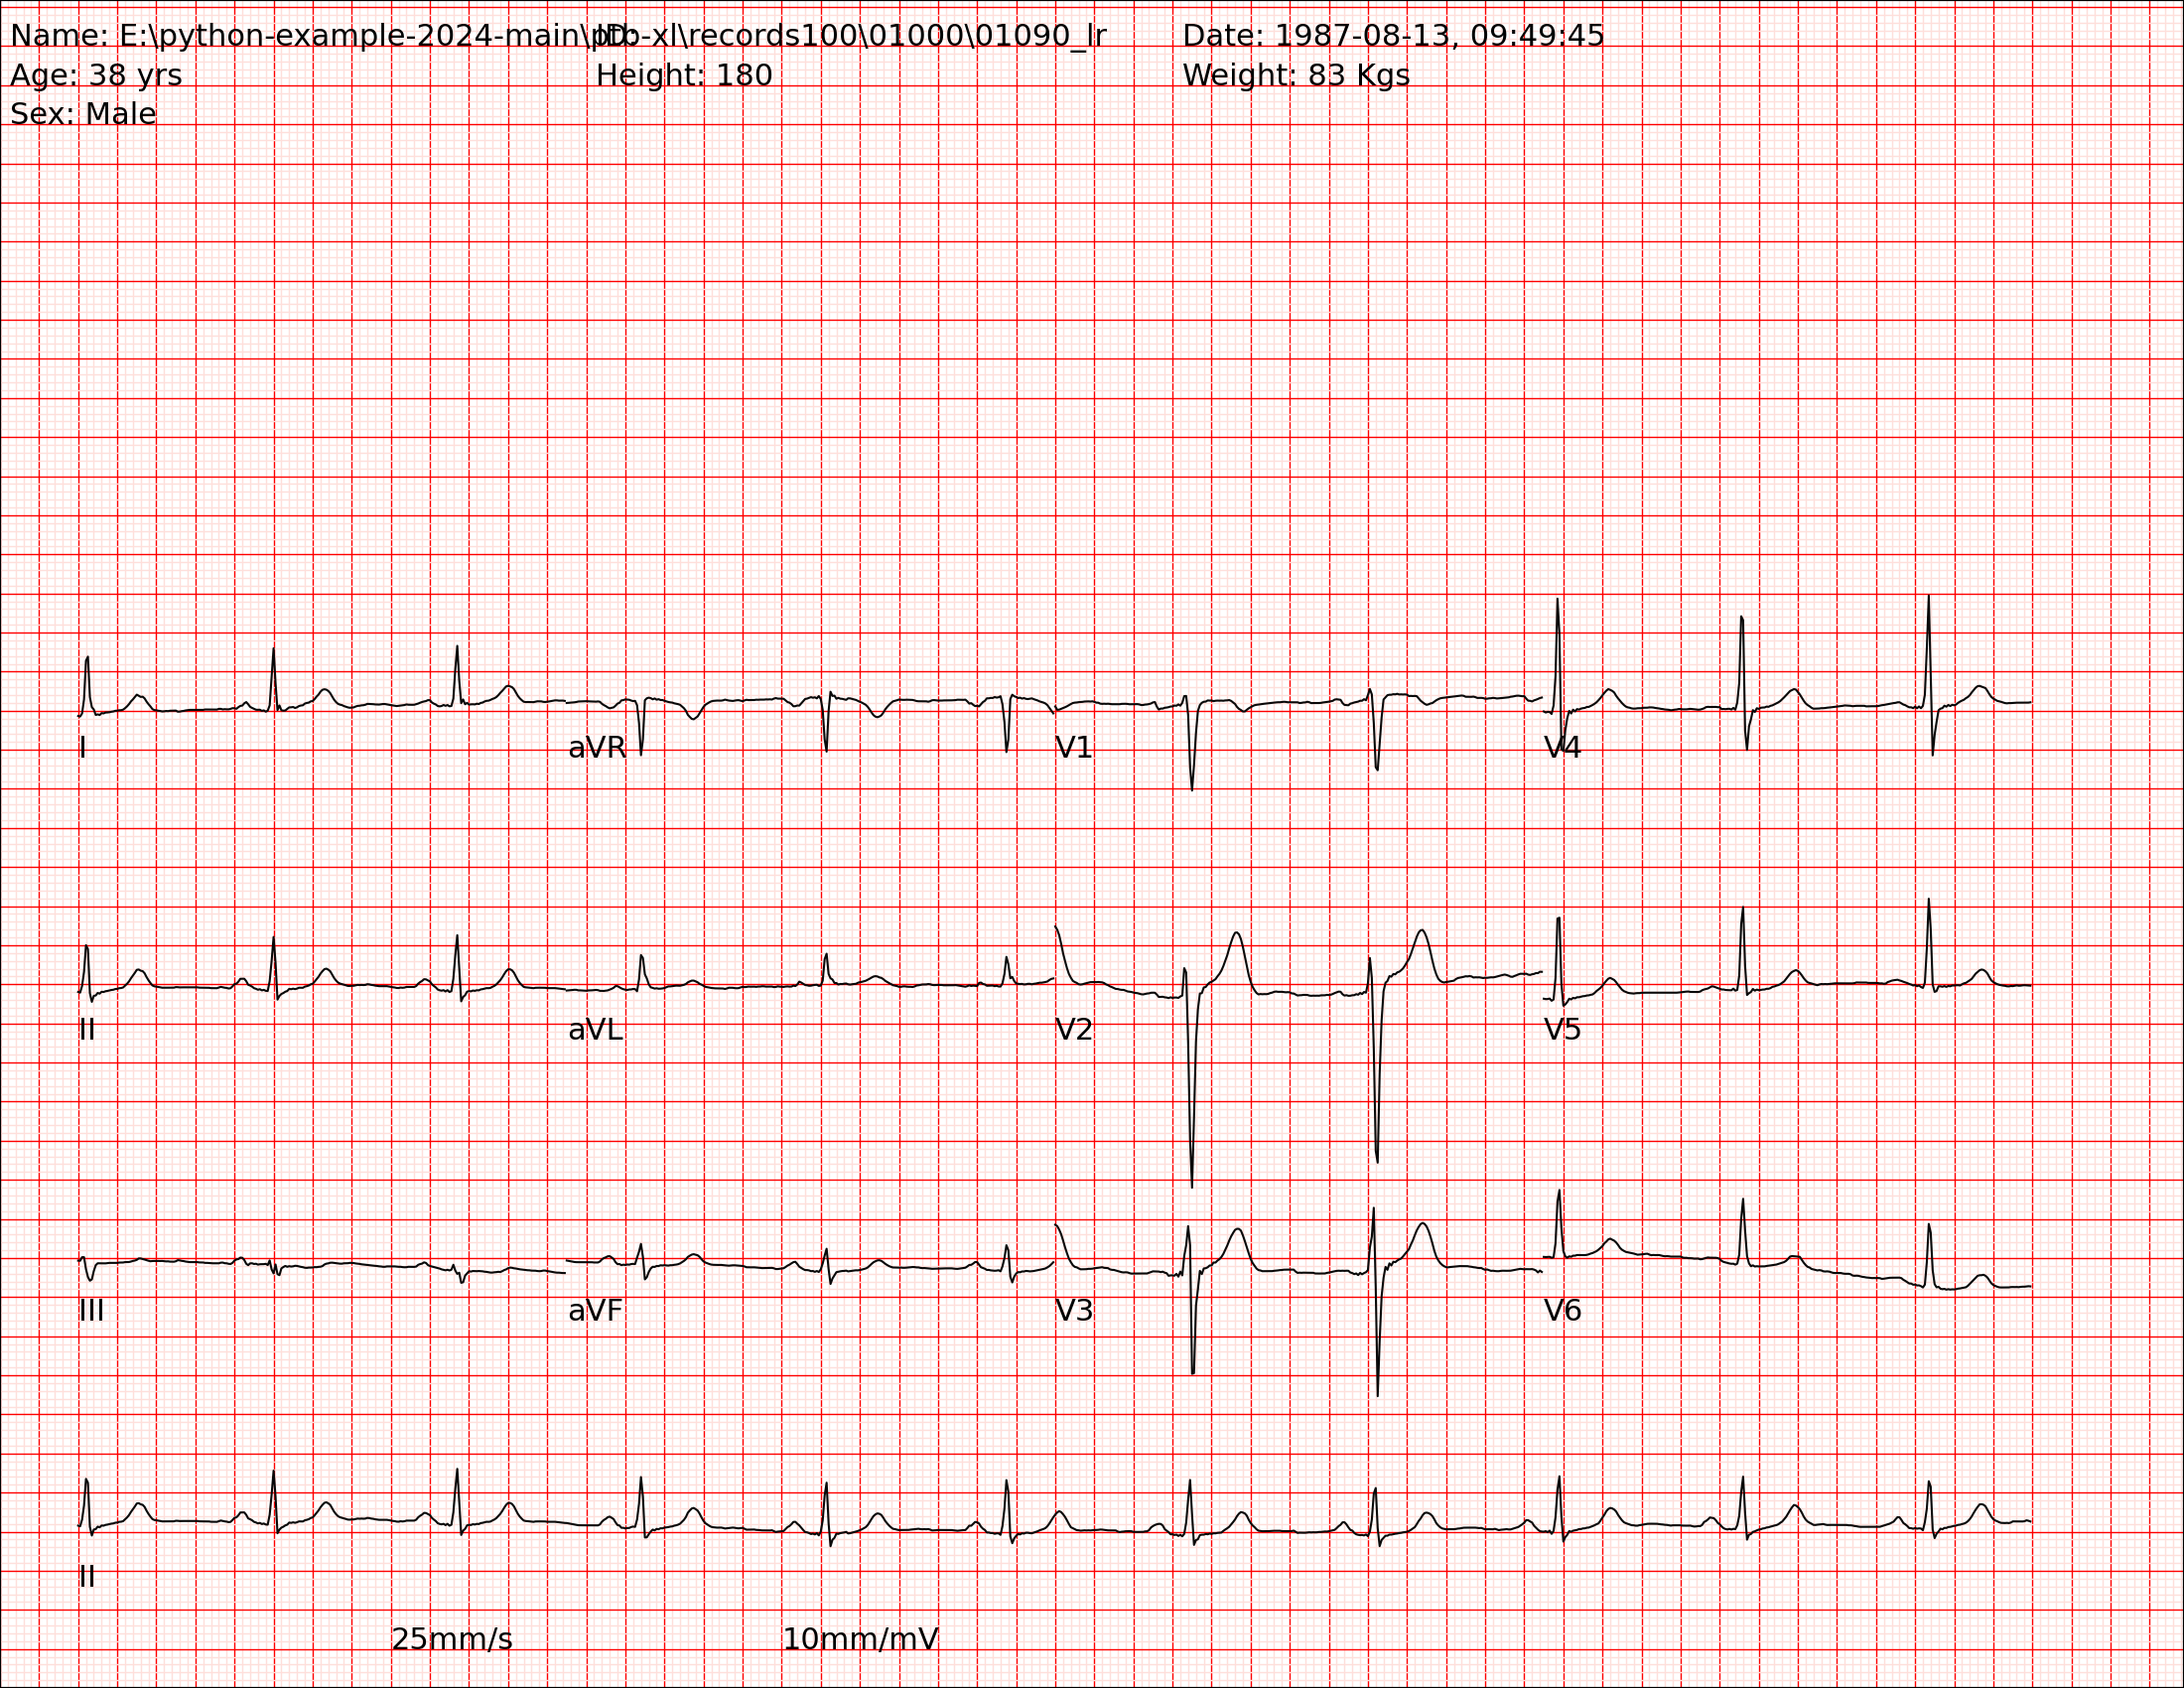 Name: E:\python-example-2024-main\ptb-xl\records100\01000\01090_lr ID: Date: 1987-08-13, 09:49:45
Age: 38 yrs Height: 180 Weight: 83 Kgs
Sex: Male
I aVR V1 V4
II aVL V2 V5
III aVF V3 V6
II
25mm/s 10mm/mV